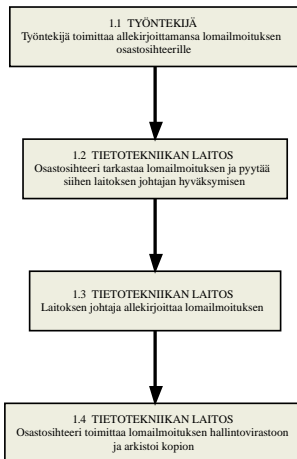 1.1 TYÖNTEKIJÄ
Työntekijä toimittaa allekirjoittamansa lomailmoituksen
osastosihteerille
1.2 TIETOTEKNIIKAN LAITOS
Osastosihteeri tarkastaa lomailmoituksen ja pyytää
siihen laitoksen johtajan hyväksymisen
1.3 TIETOTEKNIIKAN LAITOS
Laitoksen johtaja allekirjoittaa lomailmoituksen
1.4 TIETOTEKNIIKAN LAITOS
Osastosihteeri toimittaa lomailmoituksen hallintovirastoon
ja arkistoi kopion